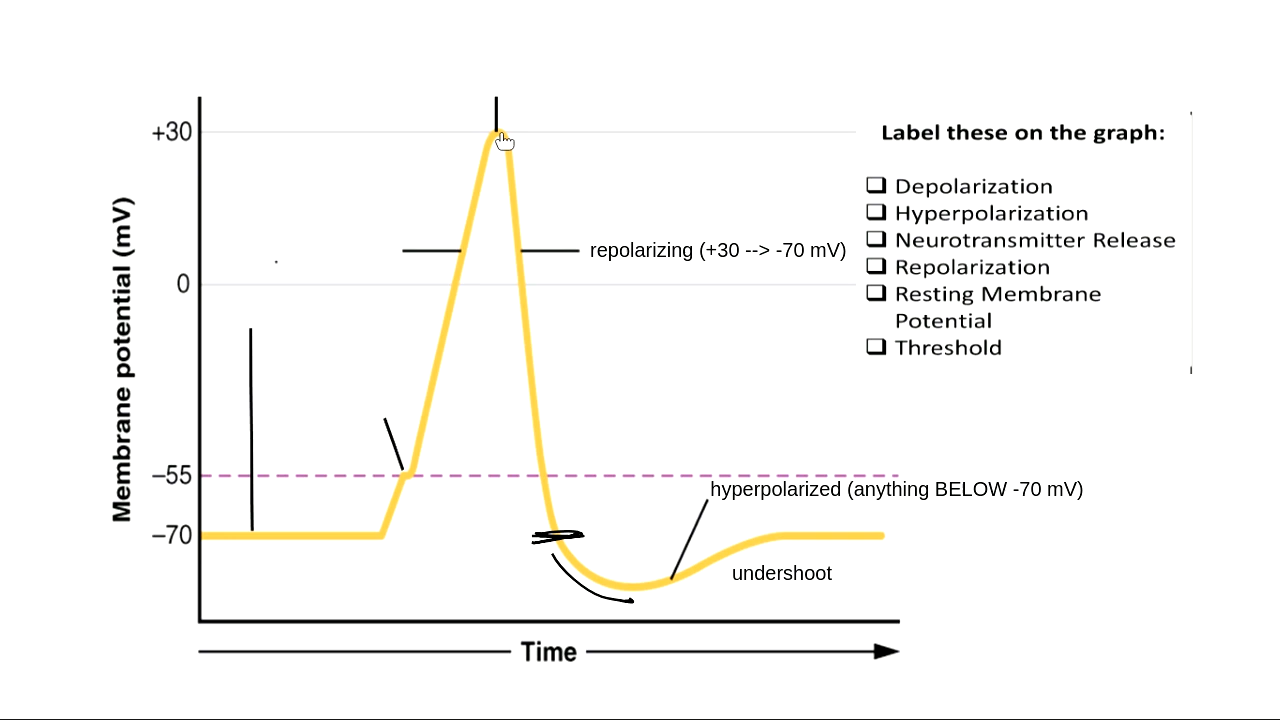 +30
Label these on the graph:
Depolarization
Hyperpolarization
Neurotransmitter Release
Repolarization
Resting Membrane
Potential
Threshold
repolarizing (+30 --> -70 mV)
0
Membrane potential (mV)
–55
hyperpolarized (anything BELOW -70 mV)
–70
undershoot
Time